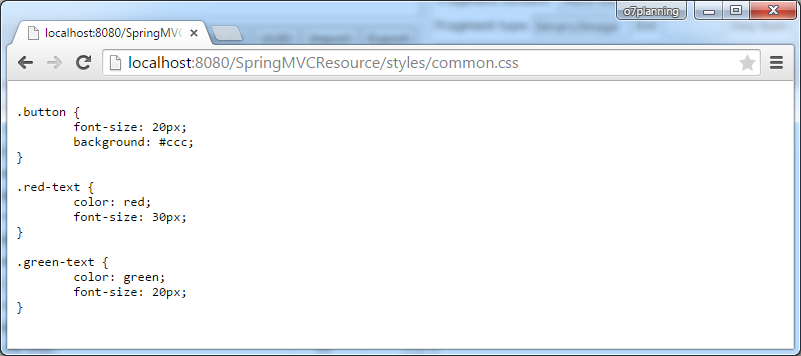 o7planning
localhost:8080/SpringMVC
localhost:8080/SpringMVCResource/styles/common.css
.button {
font-size: 20px;
background: #ccc;
}
.red-text {
color: red;
font-size: 30px;
}
.green-text {
color: green;
font-size: 20px;
}